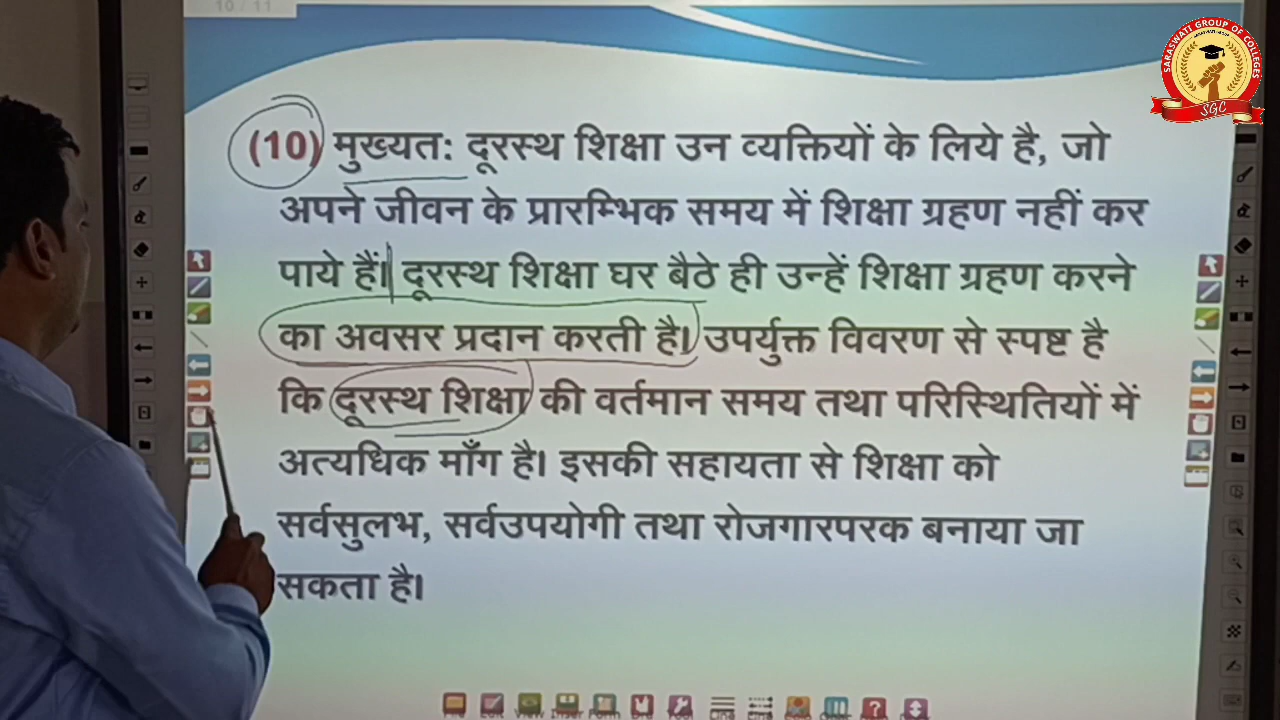 10 / 11
SARASWATI GROUP OF COLLEGES
SGC
(10) मुख्यत: दूरस्थ शिक्षा उन व्यक्तियों के लिये है, जो
अपने जीवन के प्रारम्भिक समय में शिक्षा ग्रहण नहीं कर
पाये हैं। दूरस्थ शिक्षा घर बैठे ही उन्हें शिक्षा ग्रहण करने
का अवसर प्रदान करती है। उपर्युक्त विवरण से स्पष्ट है
कि दूरस्थ शिक्षा की वर्तमान समय तथा परिस्थितियों में
अत्यधिक माँग है। इसकी सहायता से शिक्षा को
सर्वसुलभ, सर्वउपयोगी तथा रोजगारपरक बनाया जा
सकता है।